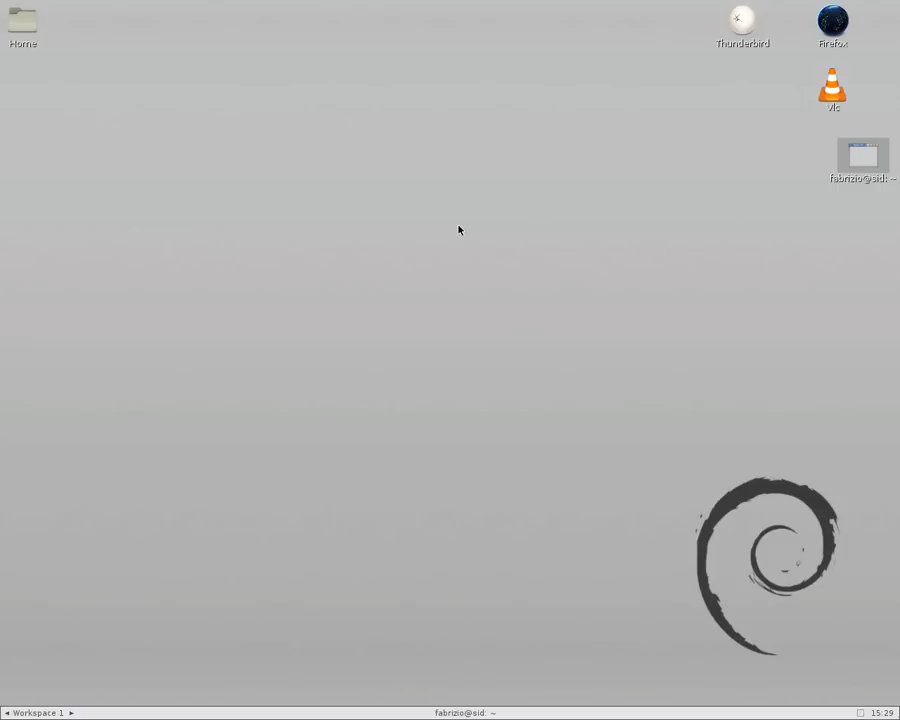 Home
Thunderbird
Firefox
Vlc
fabrizio@sid: ~
Workspace 1
fabrizio@sid: ~
15:29